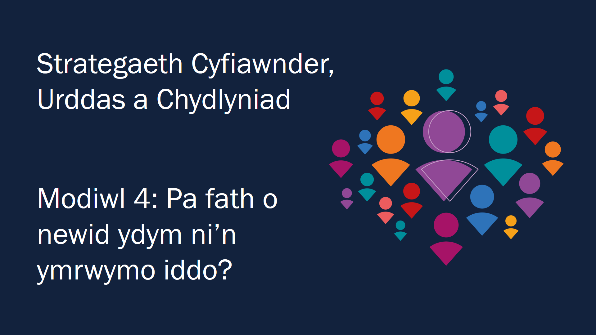 Strategaeth Cyfiawnder,
Urddas a Chydlyniad
Modiwl 4: Pa fath o
newid ydym ni’n
ymrwymo iddo?